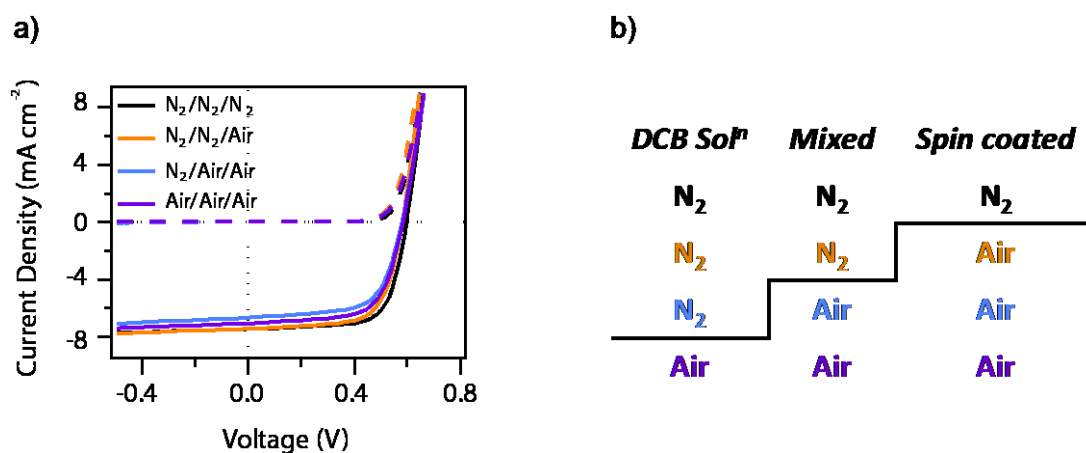 a)
8
4
0
-4
-8
Current Density (mA cm⁻²)
N₂/N₂/N₂
N₂/N₂/Air
N₂/Air/Air
Air/Air/Air
-0.4 0.0 0.4 0.8
Voltage (V)
b)
DCB Solⁿ Mixed Spin coated
N₂ N₂ N₂
N₂ N₂ Air
N₂ Air Air
Air Air Air